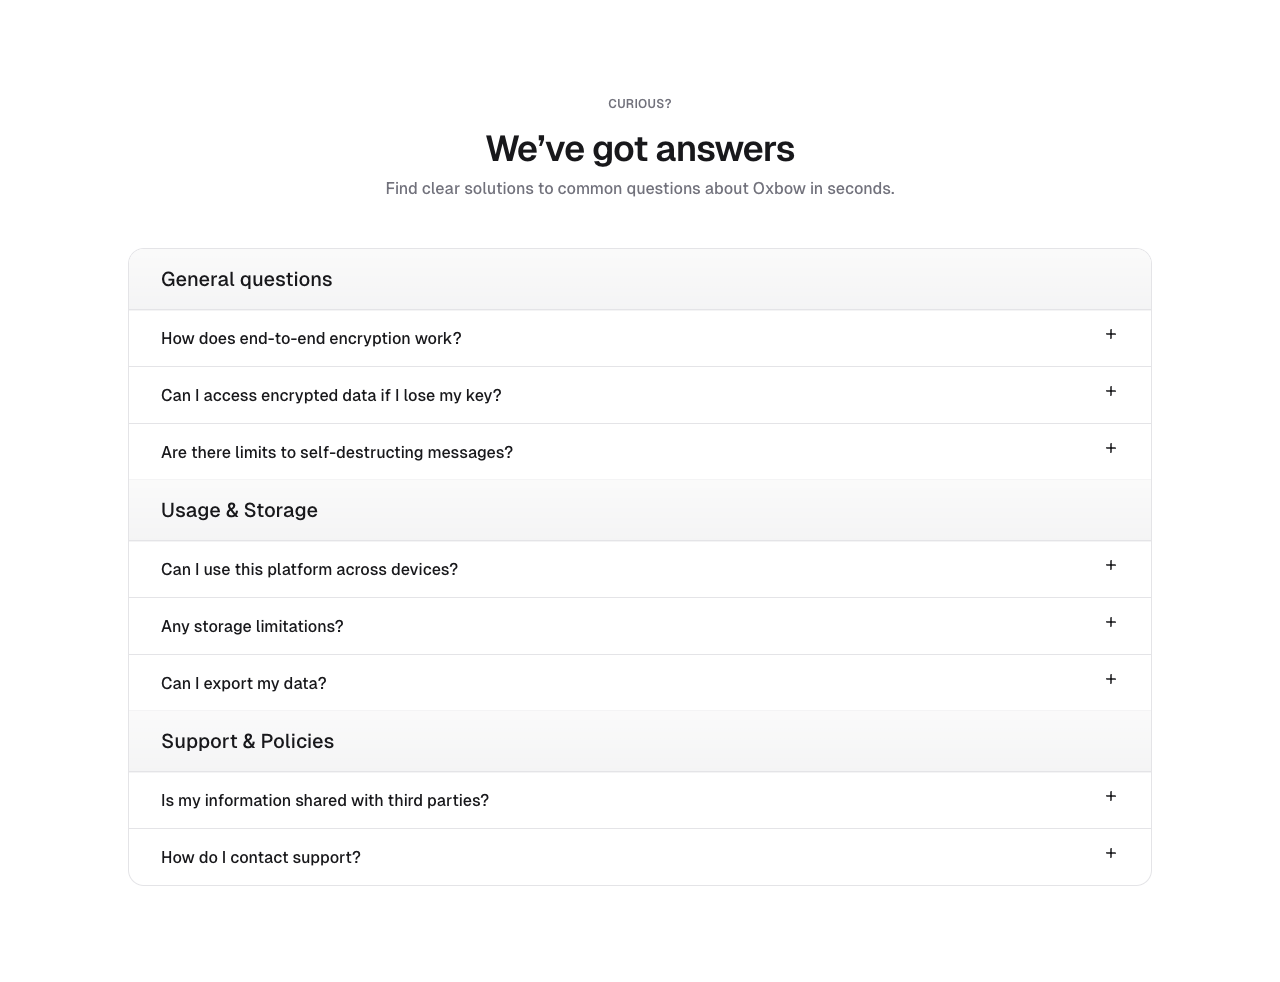 CURIOUS?
We’ve got answers
Find clear solutions to common questions about Oxbow in seconds.
General questions
How does end-to-end encryption work?
Can I access encrypted data if I lose my key?
Are there limits to self-destructing messages?
Usage & Storage
Can I use this platform across devices?
Any storage limitations?
Can I export my data?
Support & Policies
Is my information shared with third parties?
How do I contact support?